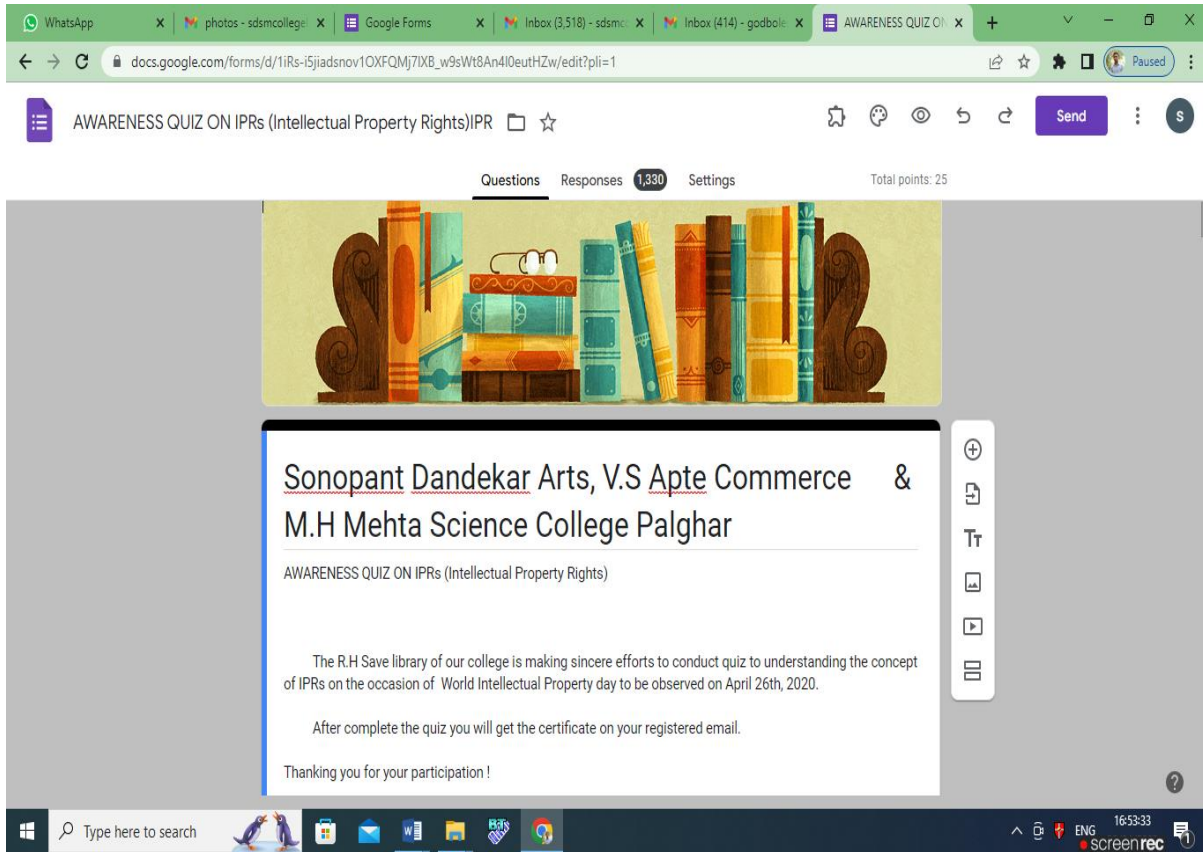 WhatsApp
photos - sdsmcollege
Google Forms
Inbox (3,518) - sdsmc
Inbox (414) - godbole
AWARENESS QUIZ ON
docs.google.com/forms/d/1iRs-i5jiadsnov1OXFQMj7IXB_w9sWt8An4I0eutHZw/edit?pli=1
Paused
AWARENESS QUIZ ON IPRs (Intellectual Property Rights)IPR
Send
S
Questions Responses 1,330 Settings Total points: 25
Sonopant Dandekar Arts, V.S Apte Commerce &
M.H Mehta Science College Palghar
AWARENESS QUIZ ON IPRs (Intellectual Property Rights)
The R.H Save library of our college is making sincere efforts to conduct quiz to understanding the concept
of IPRs on the occasion of World Intellectual Property day to be observed on April 26th, 2020.
After complete the quiz you will get the certificate on your registered email.
Thanking you for your participation !
Type here to search
ENG
16:53:33
screenrec
1